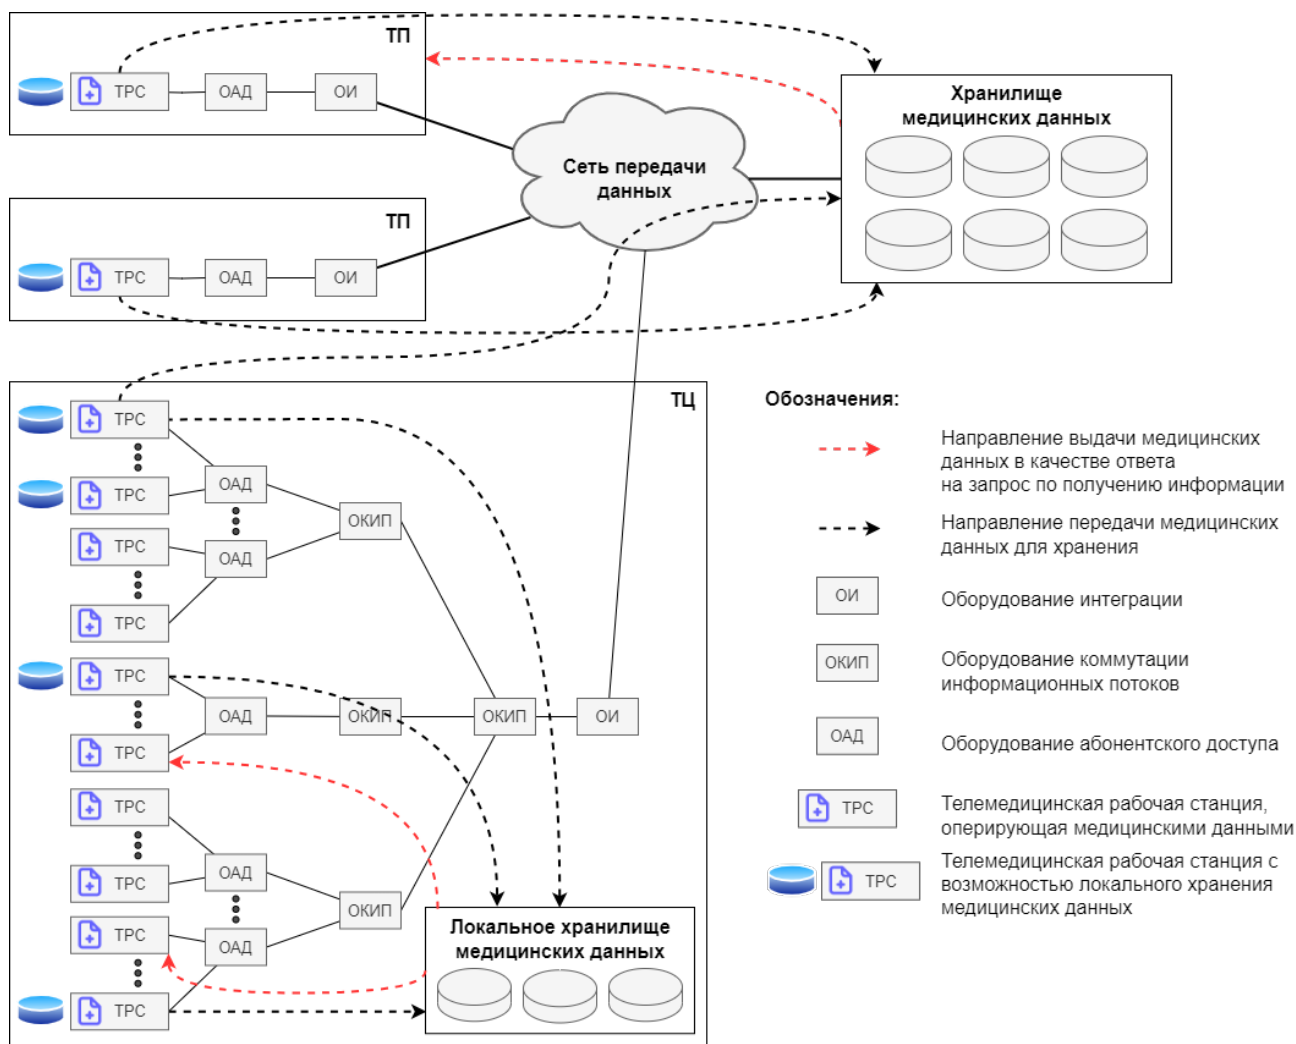 ТП
ТРС
ОАД
ОИ
Хранилище
медицинских данных
Сеть передачи
данных
ТП
ТРС
ОАД
ОИ
ТЦ
ТРС
ТРС
ТРС
ТРС
ТРС
ТРС
ТРС
ТРС
ТРС
ТРС
ОАД
ОАД
ОАД
ОАД
ОАД
ОКИП
ОКИП
ОКИП
ОКИП
ОИ
Локальное хранилище
медицинских данных
Обозначения:
Направление выдачи медицинских
данных в качестве ответа
на запрос по получению информации
Направление передачи медицинских
данных для хранения
ОИ
Оборудование интеграции
ОКИП
Оборудование коммутации
информационных потоков
ОАД
Оборудование абонентского доступа
ТРС
Телемедицинская рабочая станция,
оперирующая медицинскими данными
ТРС
Телемедицинская рабочая станция с
возможностью локального хранения
медицинских данных